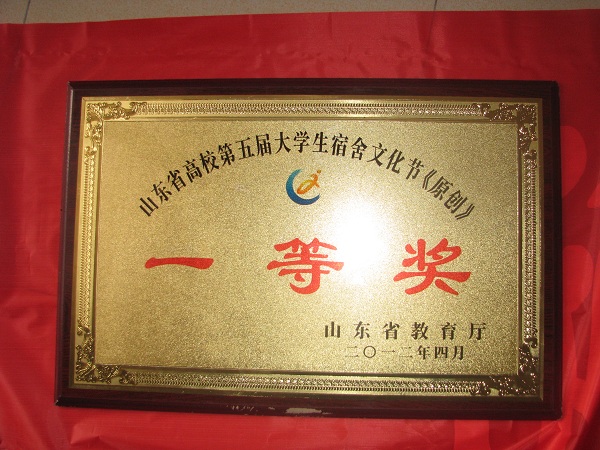 山东省高校第五届大学生宿舍文化节《原创》
一等奖
山东省教育厅
二〇一二年四月